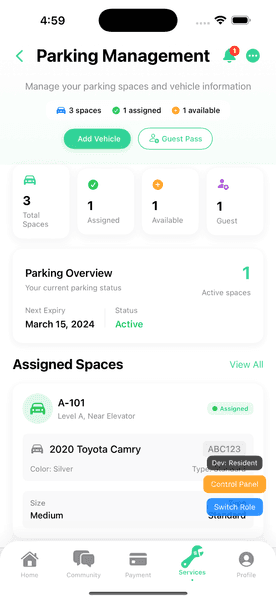 4:59
Parking Management
1
Manage your parking spaces and vehicle information
3 spaces
1 assigned
1 available
Add Vehicle
Guest Pass
3
Total Spaces
1
Assigned
1
Available
1
Guest
Parking Overview
Your current parking status
1
Active spaces
Next Expiry
March 15, 2024
Status
Active
Assigned Spaces
View All
A-101
Level A, Near Elevator
Assigned
2020 Toyota Camry
ABC123
Dev: Resident
Color: Silver
Control Panel
Size
Medium
Switch Role
Standard
Home
Community
Payment
Services
Profile